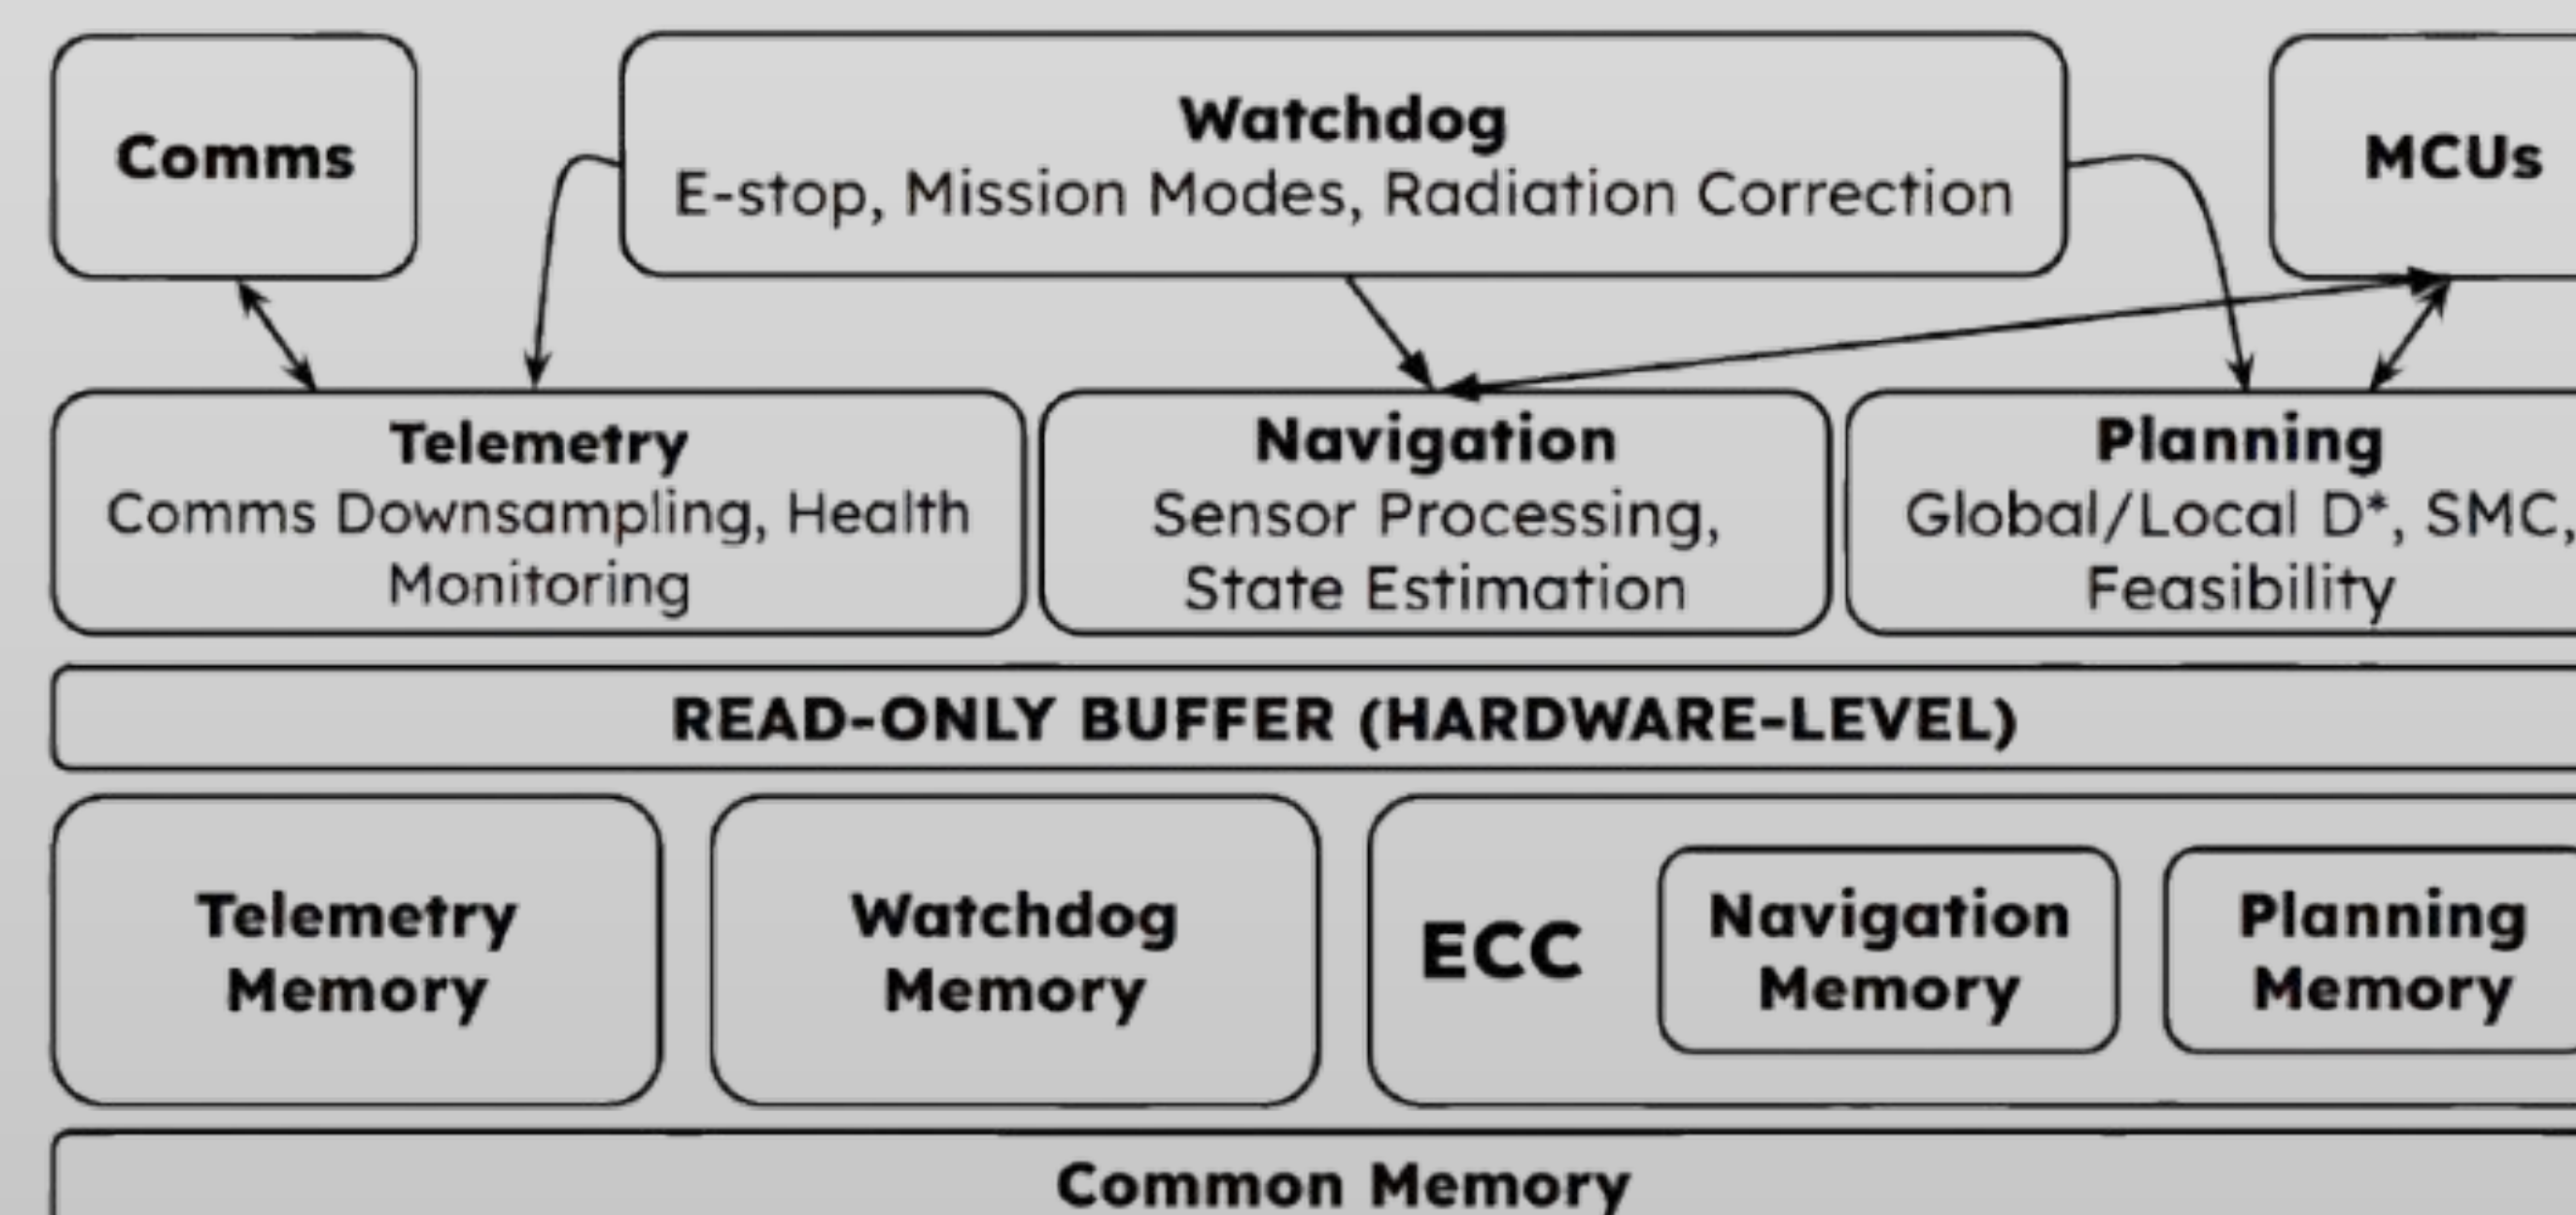 Comms
Watchdog
E-stop, Mission Modes, Radiation Correction
MCUs
Telemetry
Comms Downsampling, Health
Monitoring
Navigation
Sensor Processing,
State Estimation
Planning
Global/Local D*, SMC,
Feasibility
READ-ONLY BUFFER (HARDWARE-LEVEL)
Telemetry
Memory
Watchdog
Memory
ECC
Navigation
Memory
Planning
Memory
Common Memory